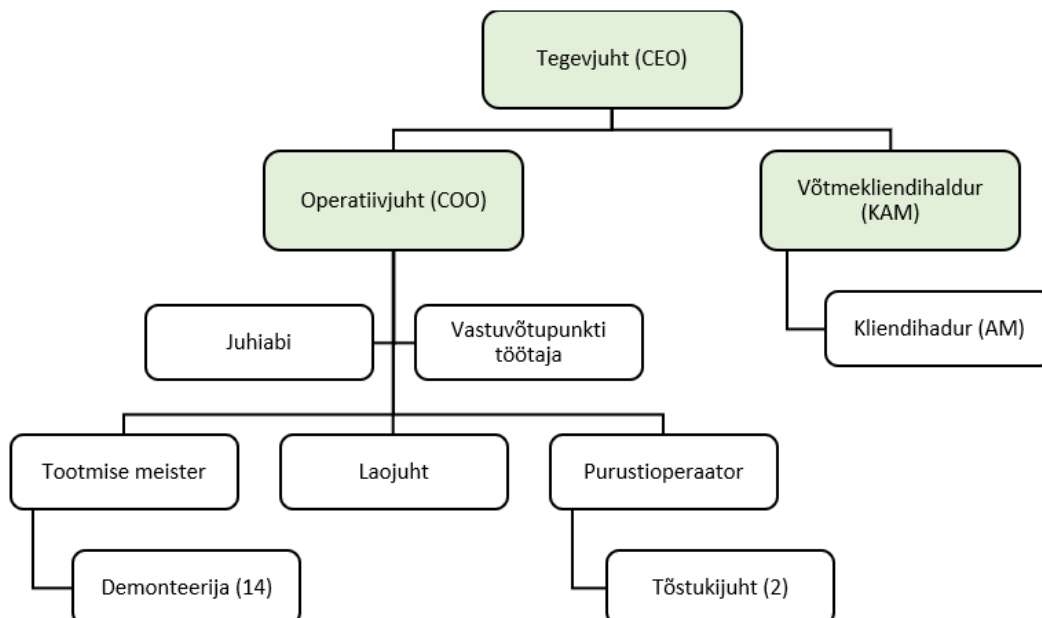 Tegevjuht (CEO)
Operatiivjuht (COO)
Võtmekliendihaldur
(KAM)
Juhiabi
Vastuvõtupunkti
töötaja
Kliendihadur (AM)
Tootmise meister
Laojuht
Purustioperaator
Demonteerija (14)
Tõstukijuht (2)